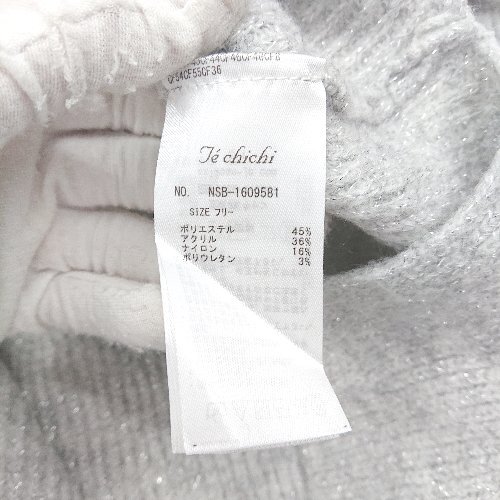 CF54CF55CF36
Té chichi
NO. NSB-1609581
SIZE フリー
ポリエステル 45%
アクリル 36%
ナイロン 16%
ポリウレタン 3%